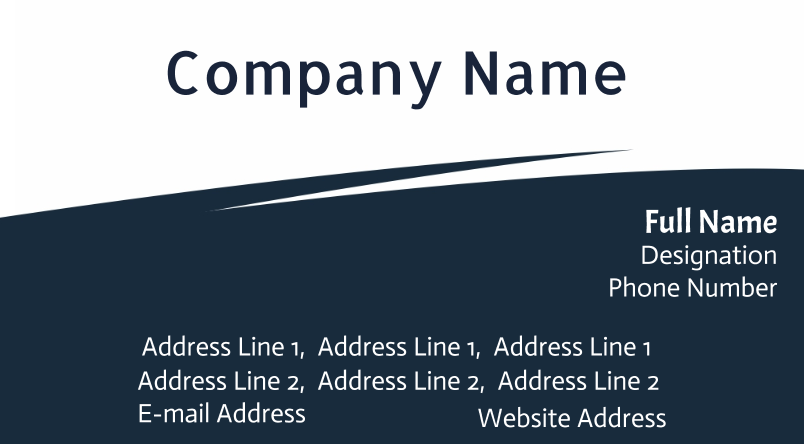 Company Name
Full Name
Designation
Phone Number
Address Line 1, Address Line 1, Address Line 1
Address Line 2, Address Line 2, Address Line 2
E-mail Address Website Address